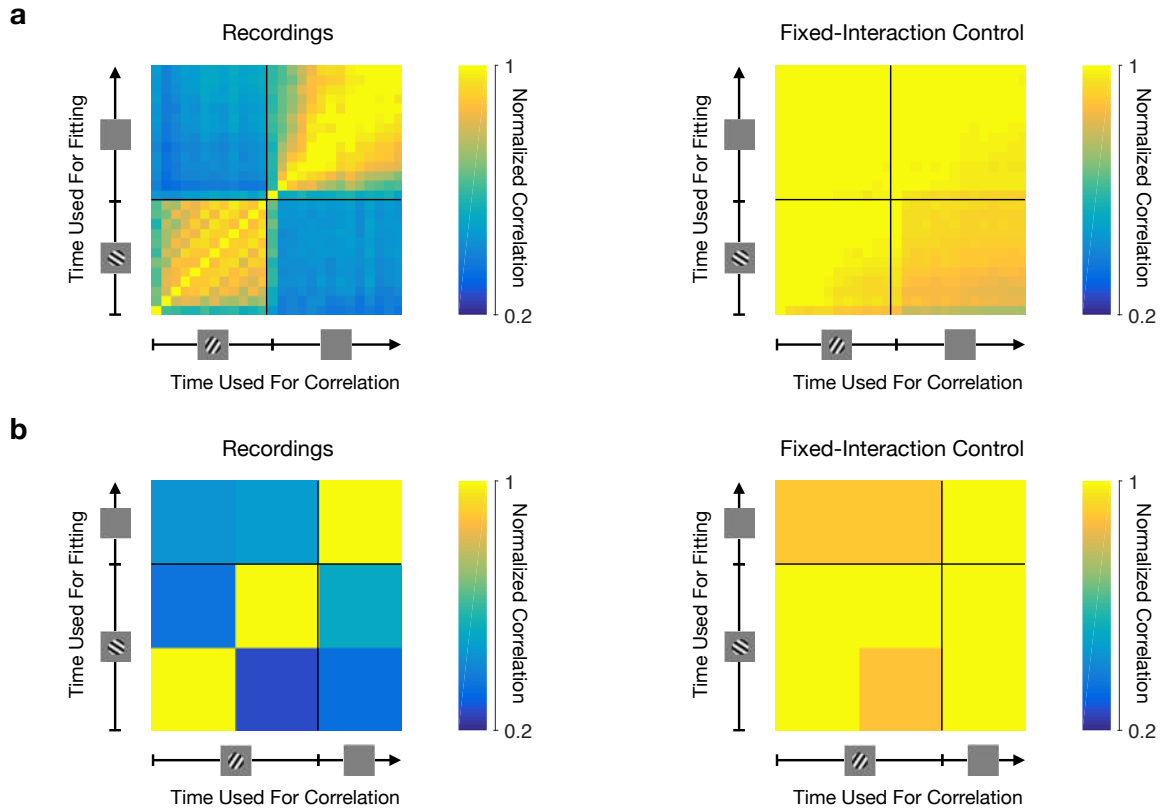 a
Recordings
Time Used For Fitting
1
Normalized Correlation
0.2
Time Used For Correlation
Fixed-Interaction Control
Time Used For Fitting
1
Normalized Correlation
0.2
Time Used For Correlation
b
Recordings
Time Used For Fitting
1
Normalized Correlation
0.2
Time Used For Correlation
Fixed-Interaction Control
Time Used For Fitting
1
Normalized Correlation
0.2
Time Used For Correlation